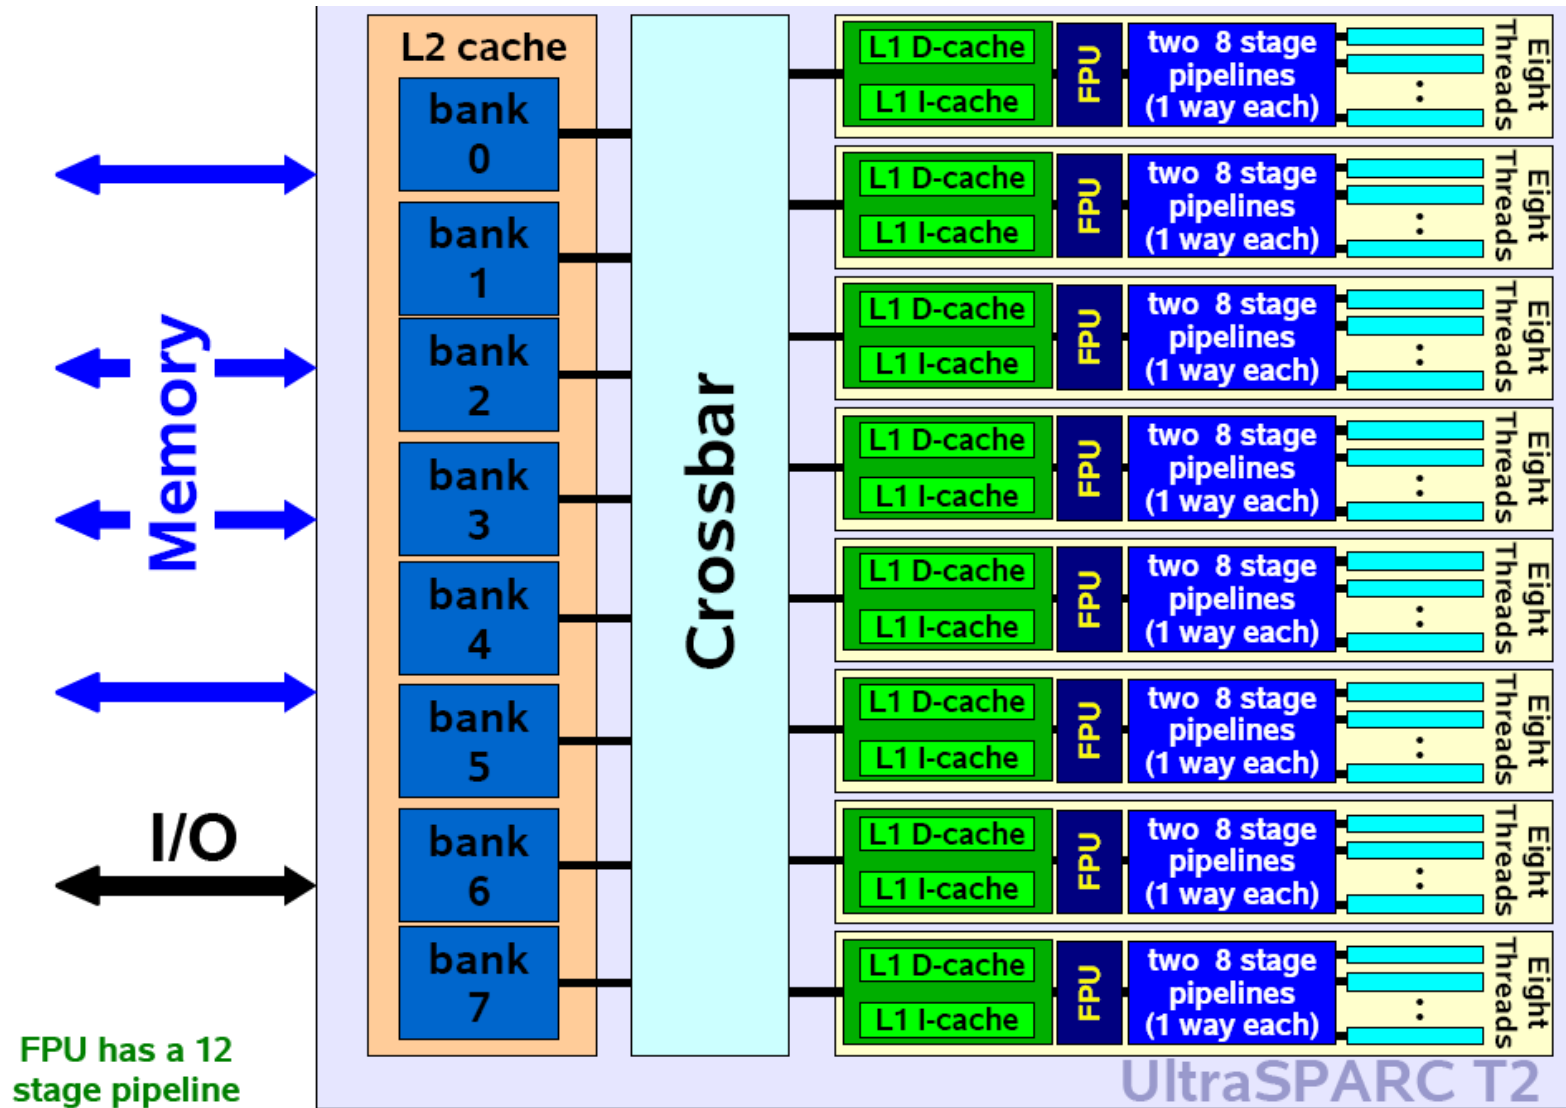 L2 cache
bank
0
bank
1
bank
2
bank
3
bank
4
bank
5
bank
6
bank
7
Memory
I/O
FPU has a 12
stage pipeline
Crossbar
L1 D-cache
L1 I-cache
FPU
two 8 stage
pipelines
(1 way each)
Eight
Threads
L1 D-cache
L1 I-cache
FPU
two 8 stage
pipelines
(1 way each)
Eight
Threads
L1 D-cache
L1 I-cache
FPU
two 8 stage
pipelines
(1 way each)
Eight
Threads
L1 D-cache
L1 I-cache
FPU
two 8 stage
pipelines
(1 way each)
Eight
Threads
L1 D-cache
L1 I-cache
FPU
two 8 stage
pipelines
(1 way each)
Eight
Threads
L1 D-cache
L1 I-cache
FPU
two 8 stage
pipelines
(1 way each)
Eight
Threads
L1 D-cache
L1 I-cache
FPU
two 8 stage
pipelines
(1 way each)
Eight
Threads
L1 D-cache
L1 I-cache
FPU
two 8 stage
pipelines
(1 way each)
Eight
Threads
UltraSPARC T2